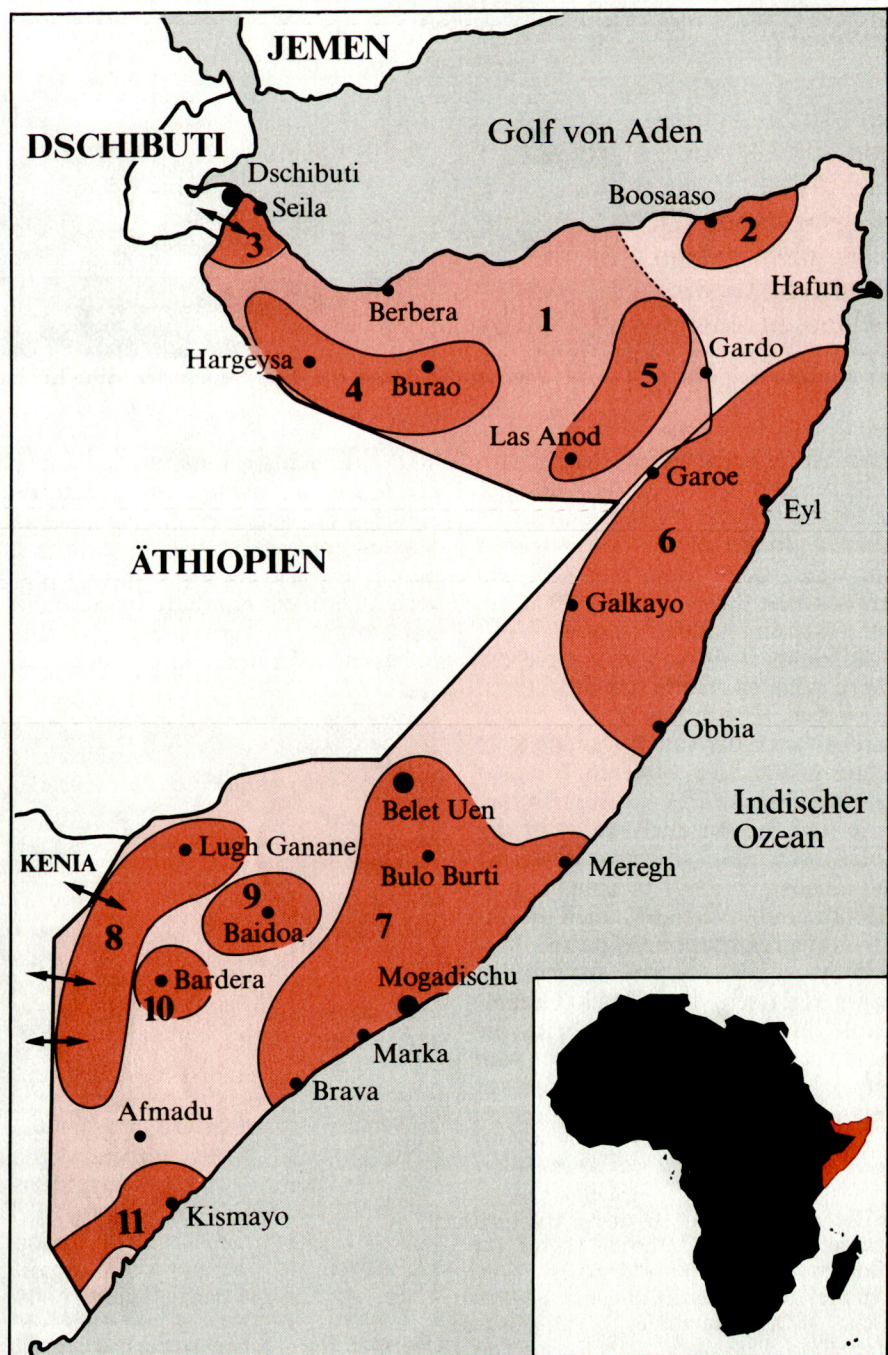 JEMEN
DSCHIBUTI
Golf von Aden
Dschibuti
Seila
Boosaaso
2
3
Hafun
Berbera
1
Hargeysa
Gardo
4
Burao
5
Las Anod
Garoe
Eyl
6
ÄTHIOPIEN
Galkayo
Obbia
Belet Uen
Indischer
Ozean
KENIA
Lugh Ganane
Bulo Burti
Meregh
9
7
8
Baidoa
Bardera
10
Mogadischu
Marka
Brava
Afmadu
11
Kismayo